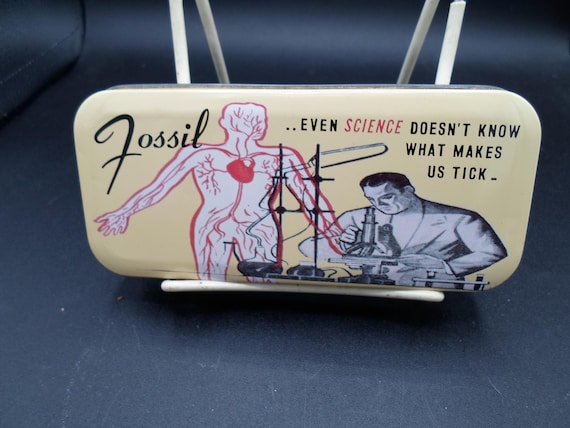 Fossil
..EVEN SCIENCE DOESN'T KNOW
WHAT MAKES
US TICK..